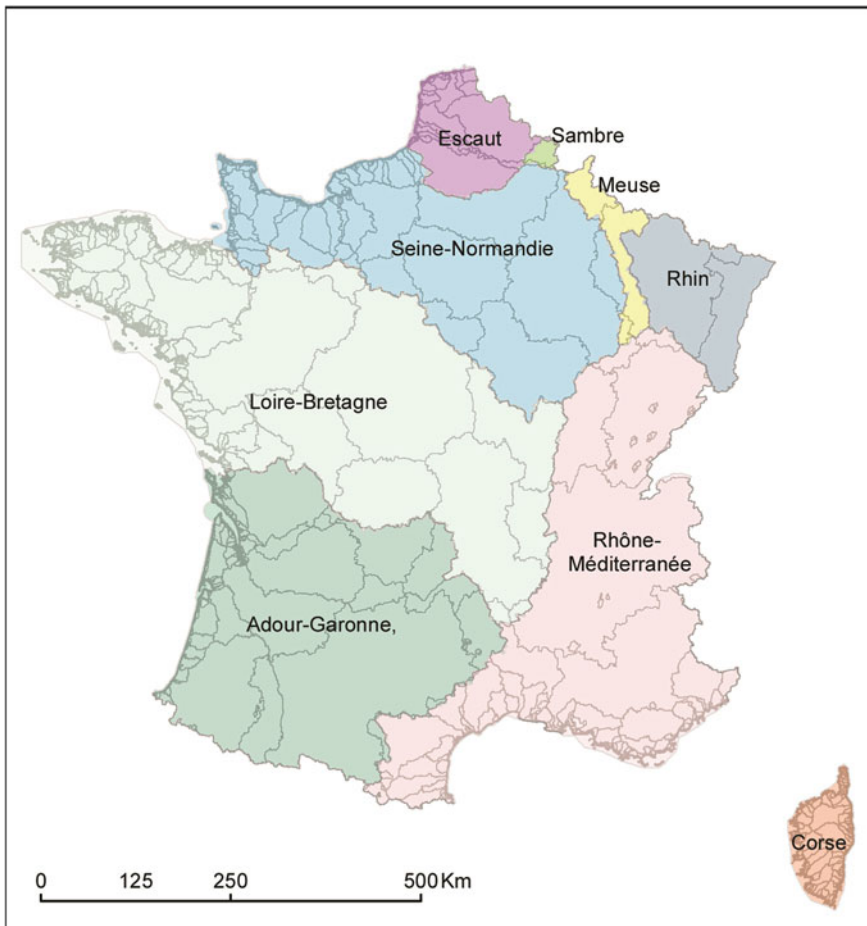 Escaut
Sambre
Meuse
Seine-Normandie
Rhin
Loire-Bretagne
Rhône-
Méditerranée
Adour-Garonne,
Corse
0 125 250 500 Km